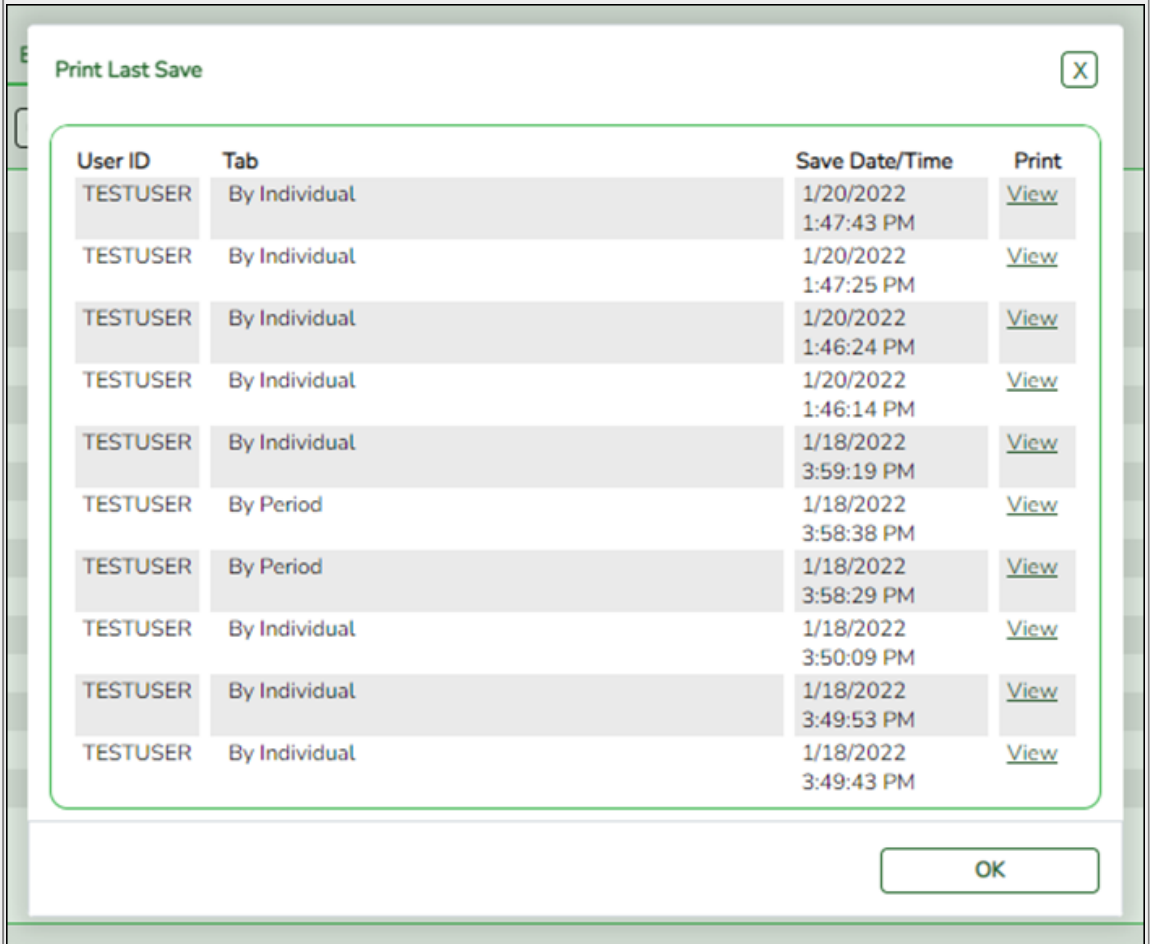 Print Last Save
X
User ID Tab Save Date/Time Print
TESTUSER By Individual 1/20/2022 View
1:47:43 PM
TESTUSER By Individual 1/20/2022 View
1:47:25 PM
TESTUSER By Individual 1/20/2022 View
1:46:24 PM
TESTUSER By Individual 1/20/2022 View
1:46:14 PM
TESTUSER By Individual 1/18/2022 View
3:59:19 PM
TESTUSER By Period 1/18/2022 View
3:58:38 PM
TESTUSER By Period 1/18/2022 View
3:58:29 PM
TESTUSER By Individual 1/18/2022 View
3:50:09 PM
TESTUSER By Individual 1/18/2022 View
3:49:53 PM
TESTUSER By Individual 1/18/2022 View
3:49:43 PM
OK